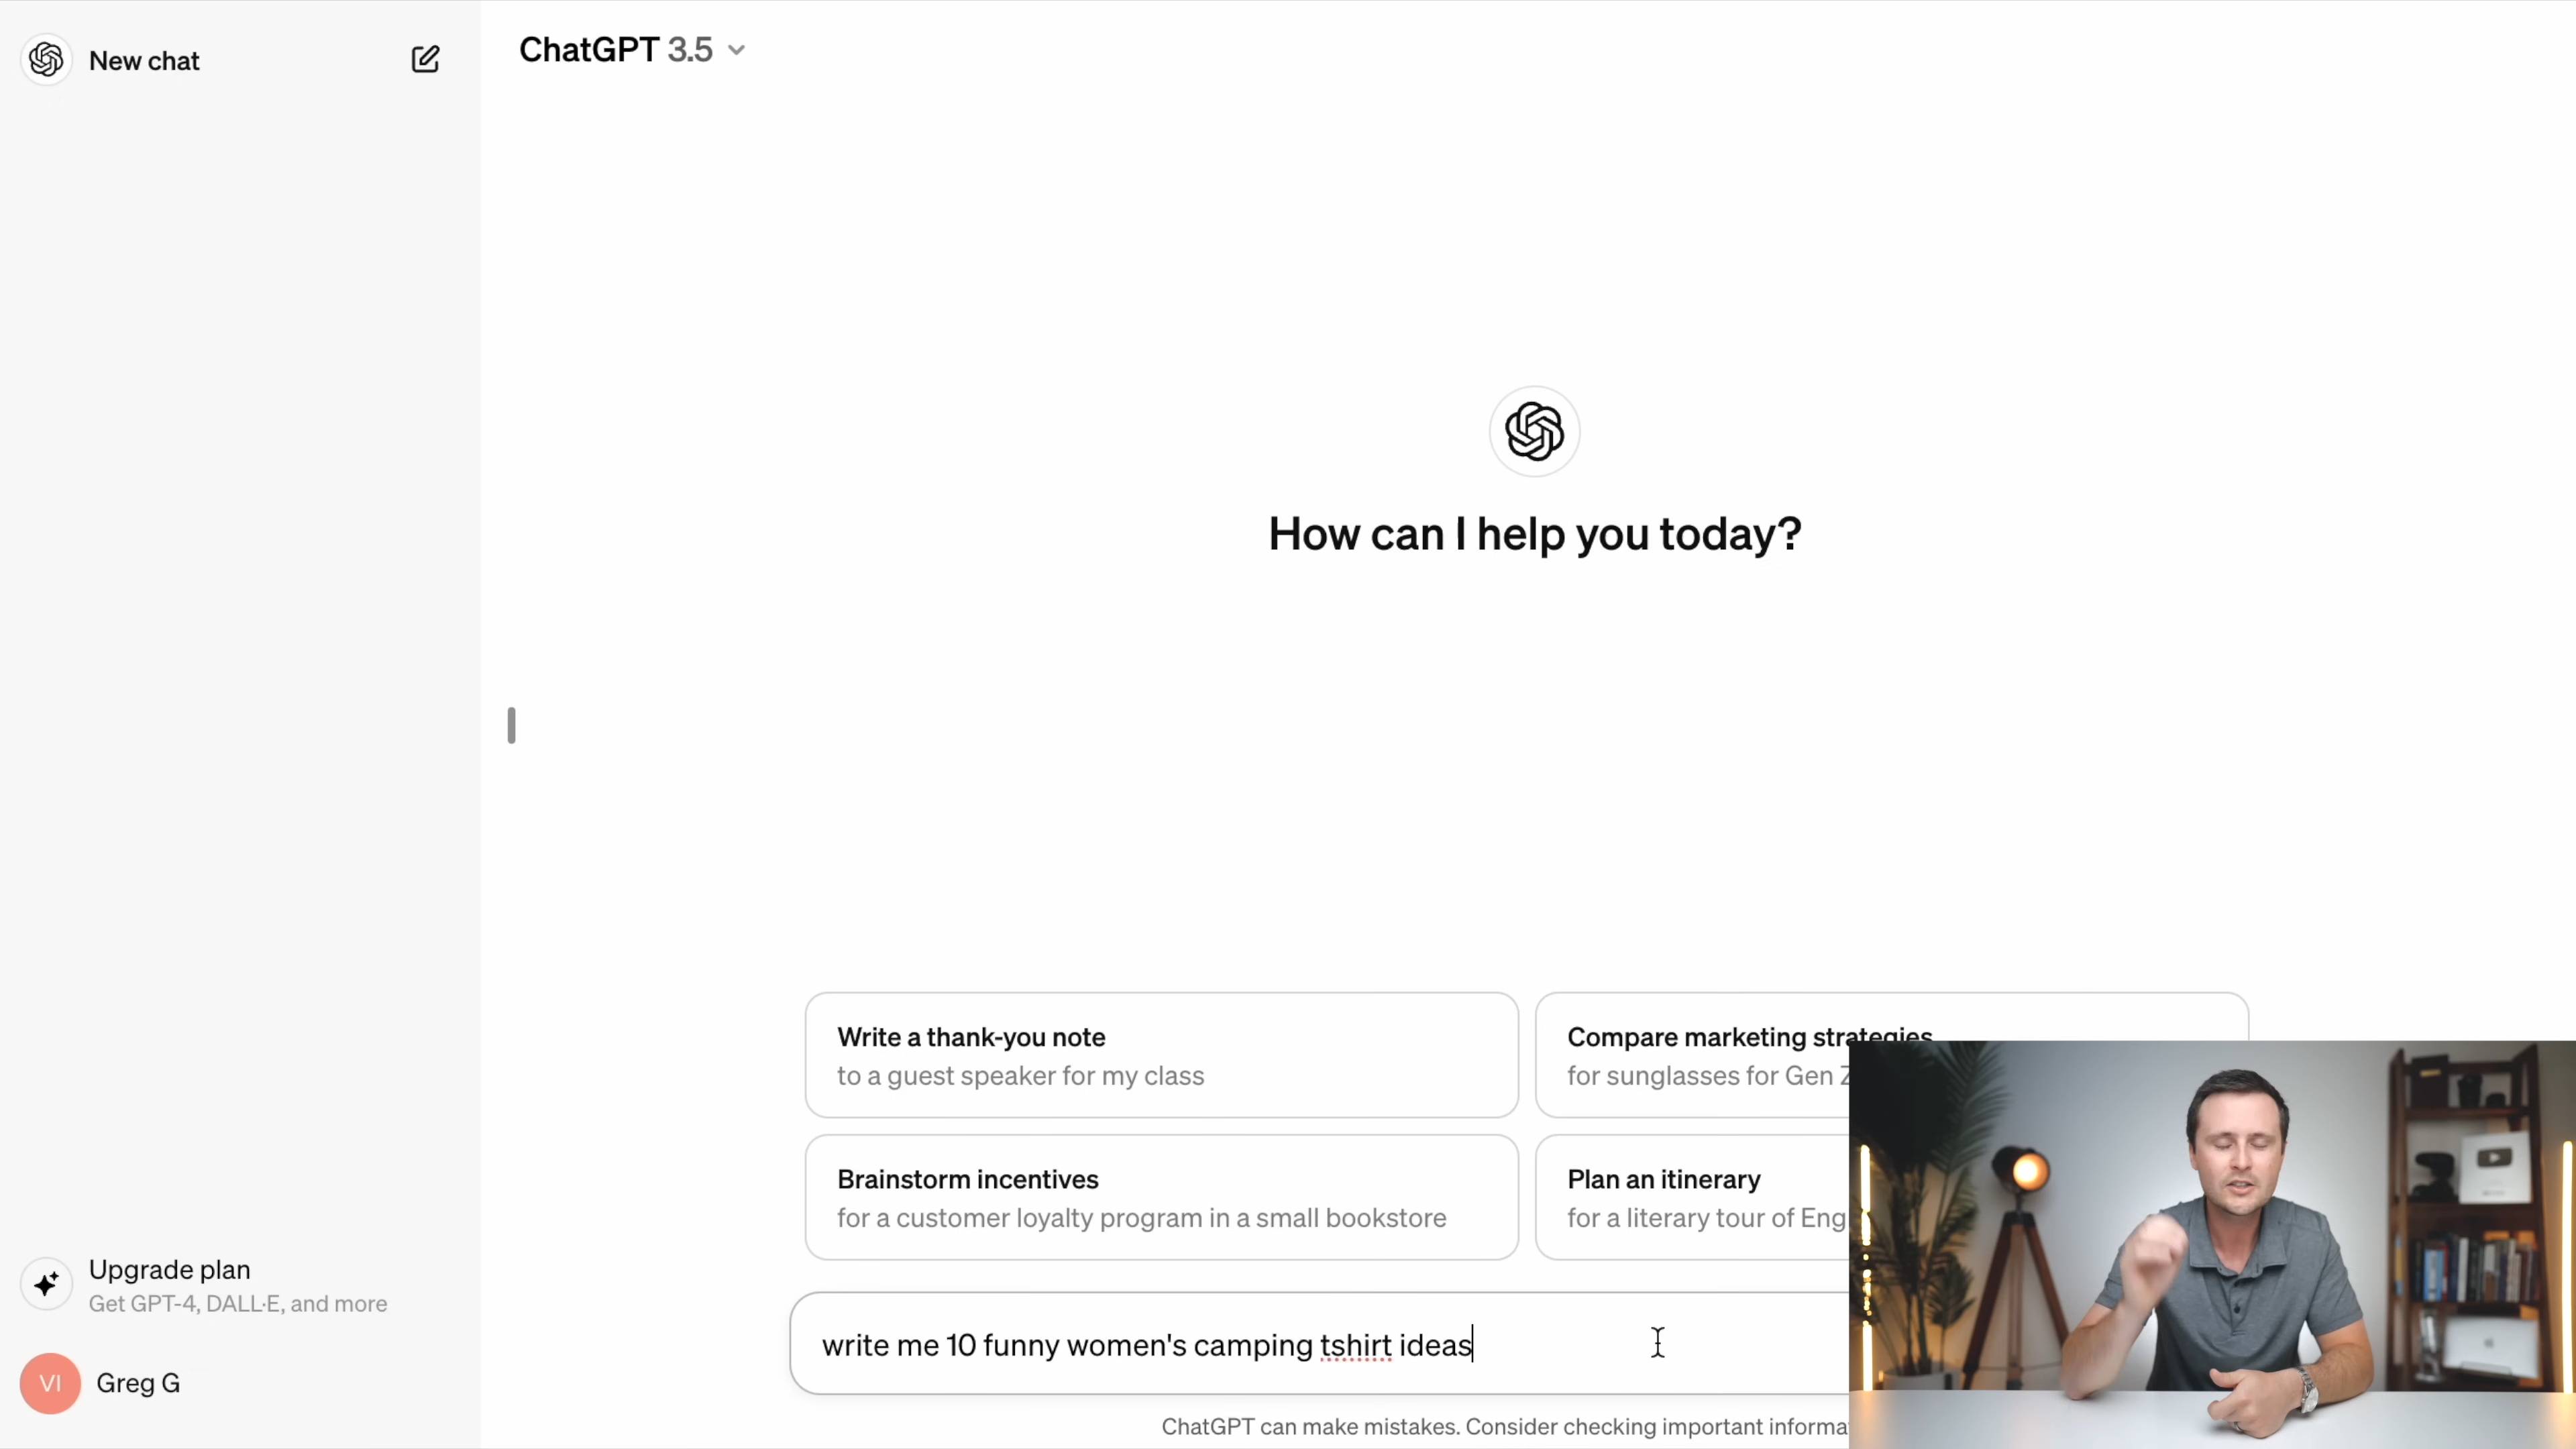 New chat
ChatGPT 3.5
How can I help you today?
Write a thank-you note
to a guest speaker for my class
Compare marketing strategies
for sunglasses for Gen Z
Brainstorm incentives
for a customer loyalty program in a small bookstore
Plan an itinerary
for a literary tour of Eng
Upgrade plan
Get GPT-4, DALL·E, and more
write me 10 funny women's camping tshirt ideas
VI
Greg G
ChatGPT can make mistakes. Consider checking important informa